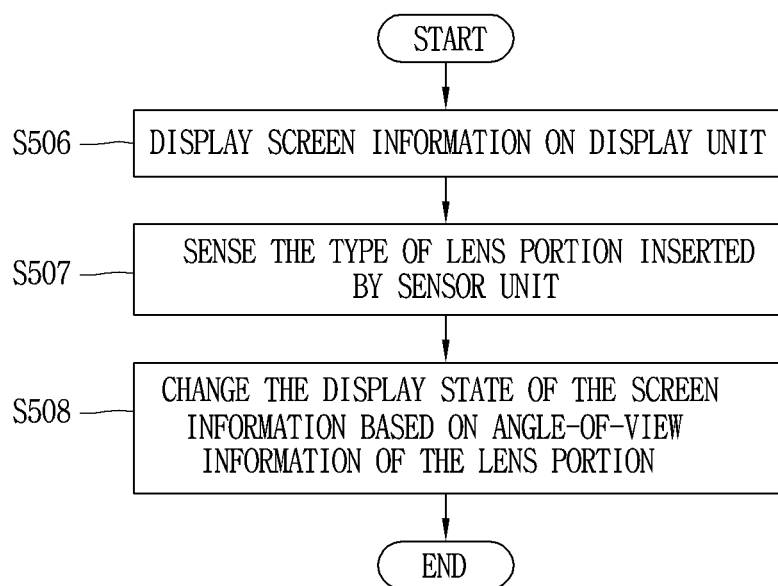 START
S506
DISPLAY SCREEN INFORMATION ON DISPLAY UNIT
S507
SENSE THE TYPE OF LENS PORTION INSERTED
BY SENSOR UNIT
S508
CHANGE THE DISPLAY STATE OF THE SCREEN
INFORMATION BASED ON ANGLE-OF-VIEW
INFORMATION OF THE LENS PORTION
END